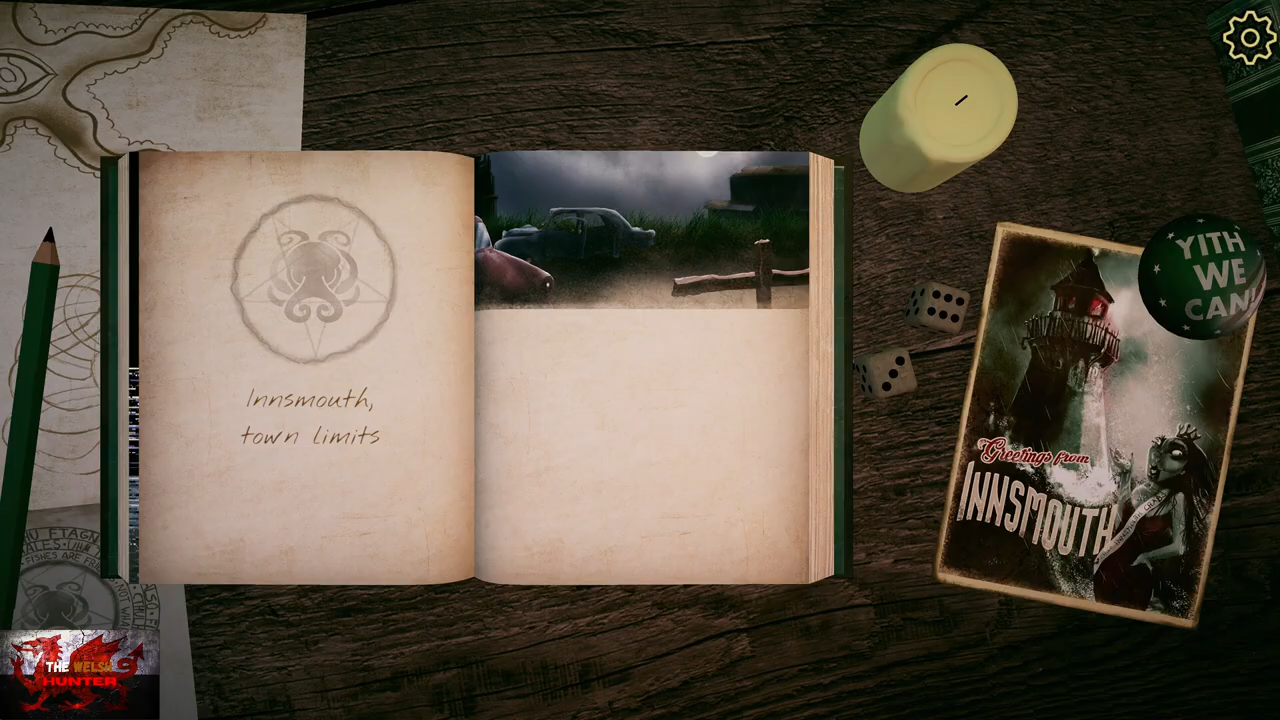 Innsmouth,
town limits
YITH
WE
CAN!
Greetings from
INNSMOUTH
THE WELSH
HUNTER